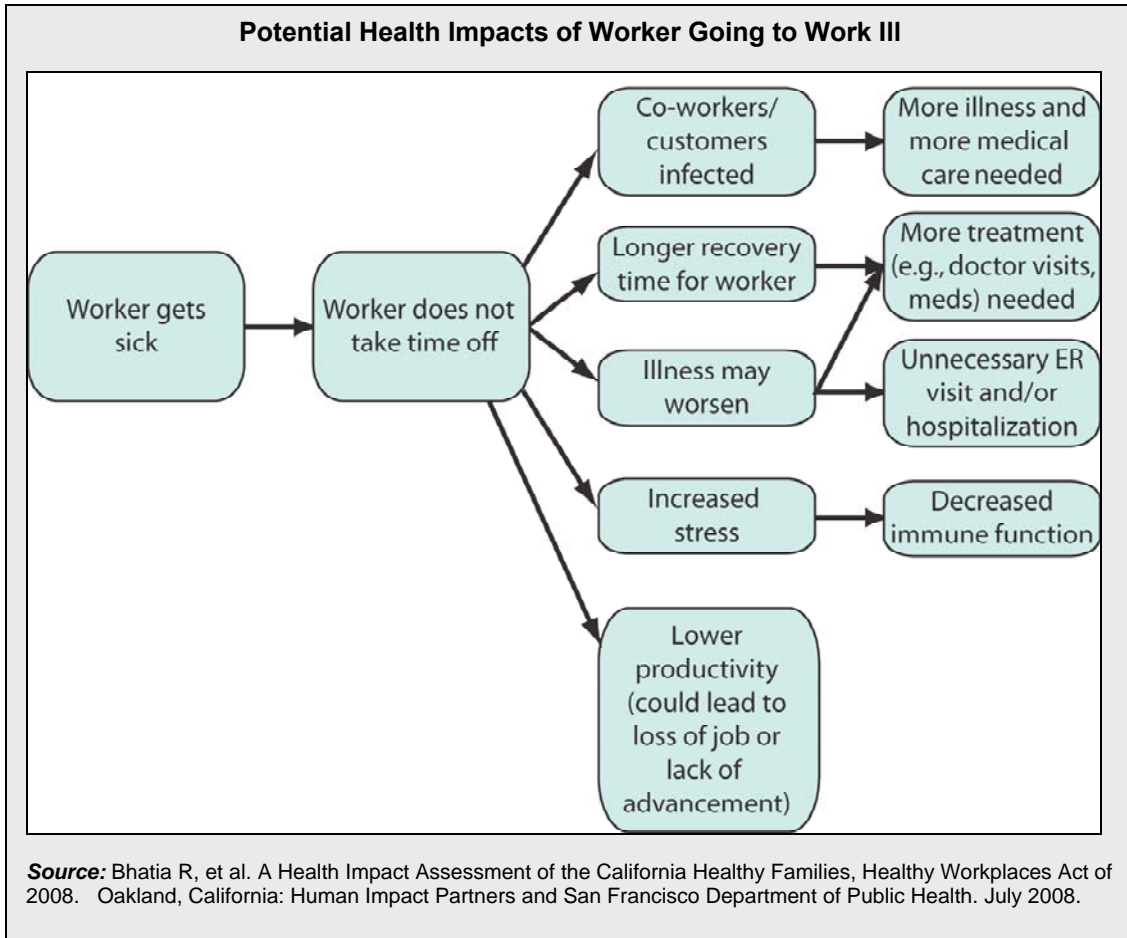 Potential Health Impacts of Worker Going to Work Ill
Worker gets
sick
Worker does not
take time off
Co-workers/
customers
infected
More illness and
more medical
care needed
Longer recovery
time for worker
More treatment
(e.g., doctor visits,
meds) needed
Illness may
worsen
Unnecessary ER
visit and/or
hospitalization
Increased
stress
Decreased
immune function
Lower
productivity
(could lead to
loss of job or
lack of
advancement)
Source: Bhatia R, et al. A Health Impact Assessment of the California Healthy Families, Healthy Workplaces Act of
2008. Oakland, California: Human Impact Partners and San Francisco Department of Public Health. July 2008.